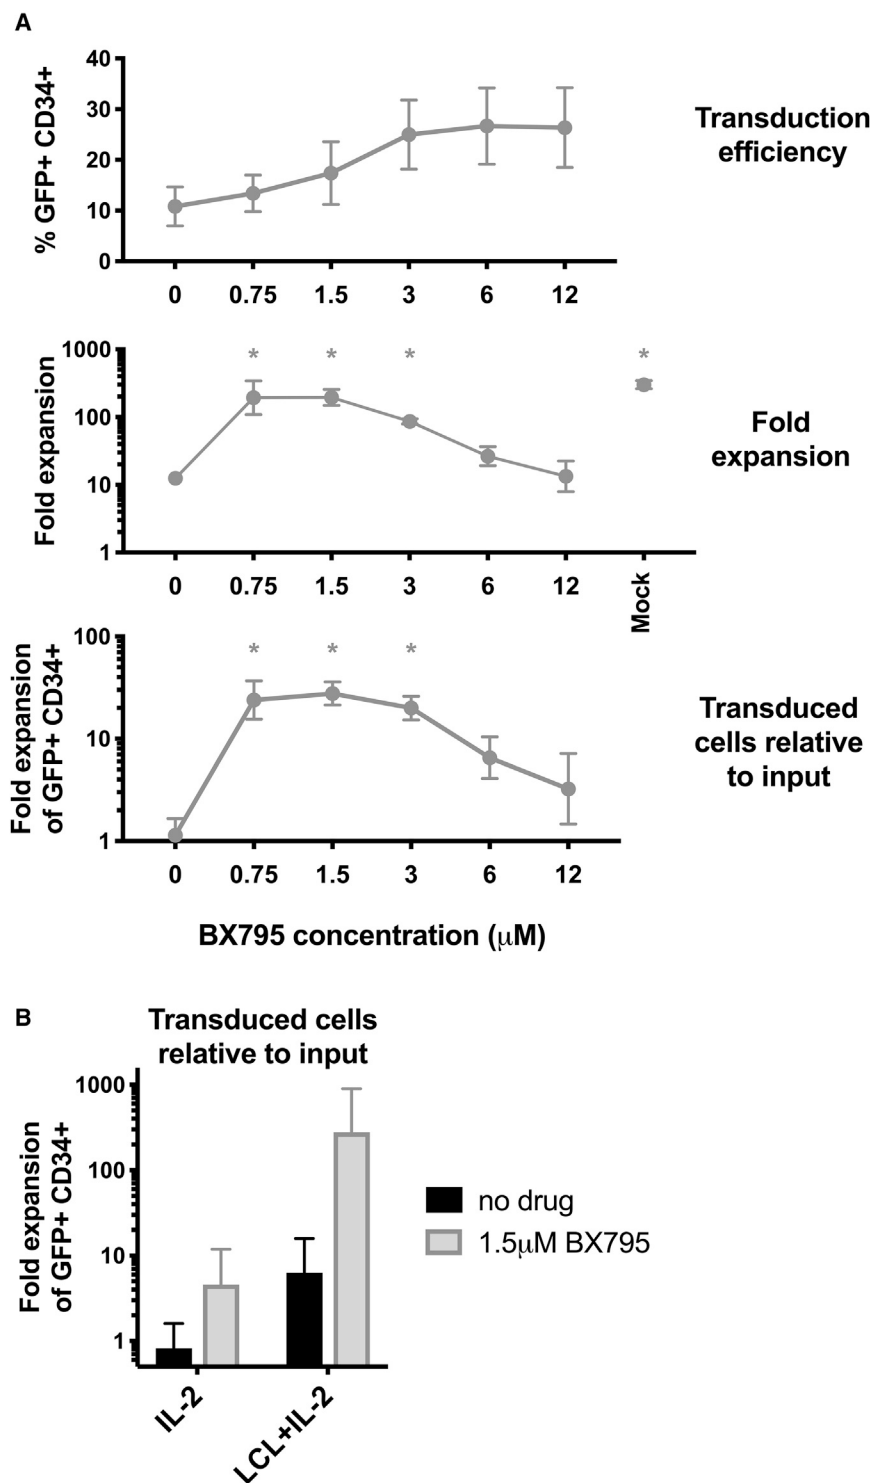 A
% GFP+ CD34+
40
30
20
10
0
0 0.75 1.5 3 6 12
Transduction
efficiency
Fold expansion
1000
100
10
1
* * * *
0 0.75 1.5 3 6 12 Mock
Fold
expansion
Fold expansion
of GFP+ CD34+
100
10
1
* * *
0 0.75 1.5 3 6 12
Transduced
cells relative
to input
BX795 concentration (μM)
B
Transduced cells
relative to input
Fold expansion
of GFP+ CD34+
1000
100
10
1
IL-2
LCL+IL-2
no drug
1.5μM BX795